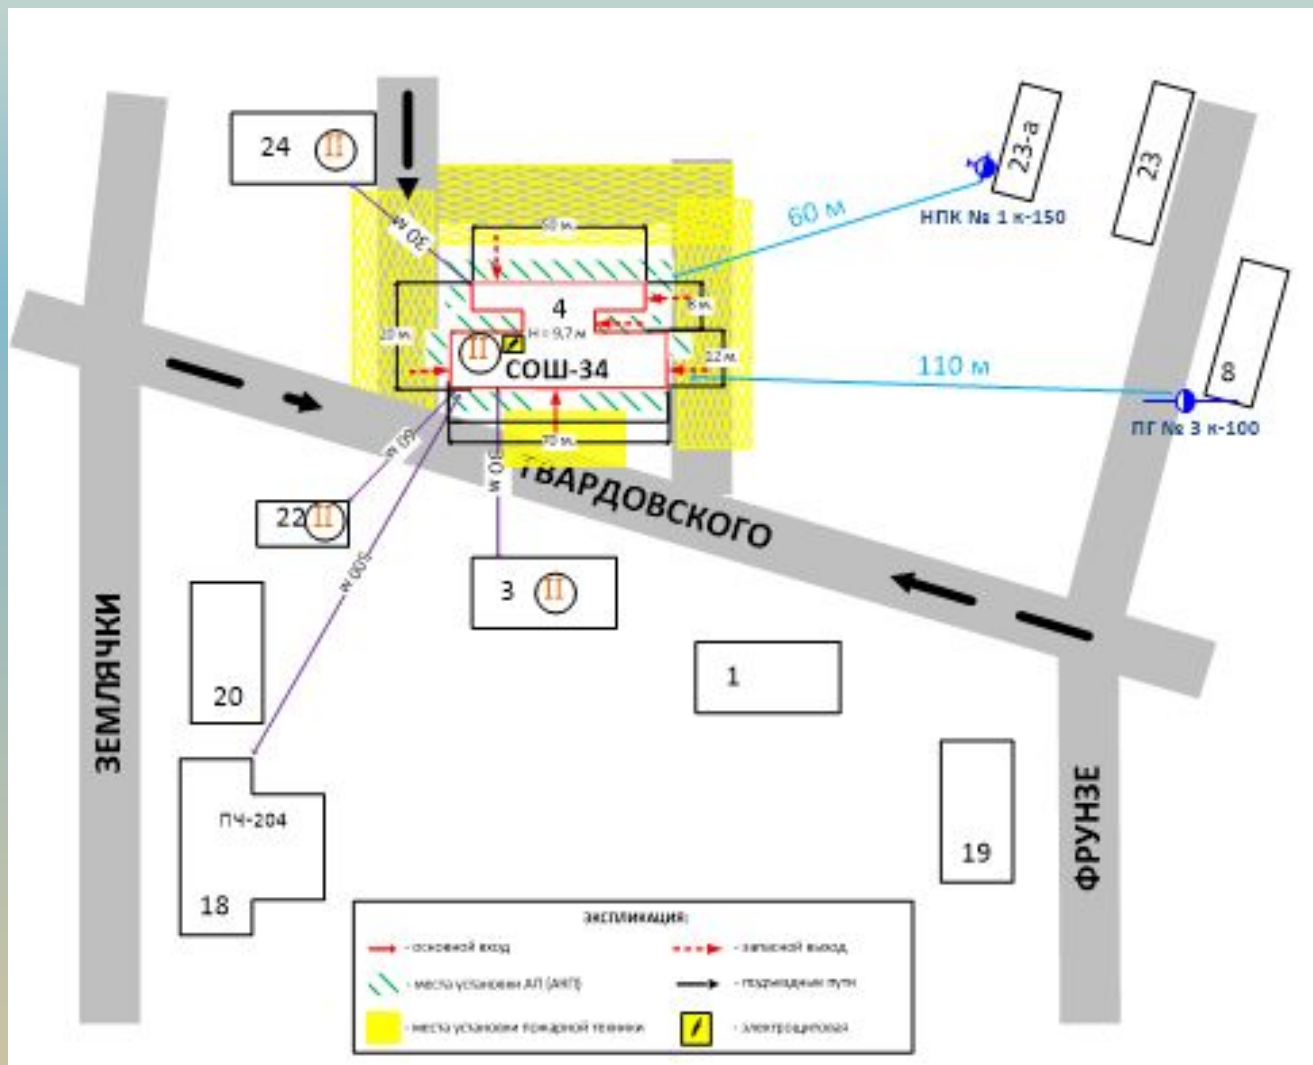 24
II
23-а
23
30 м
60 м
НПК № 1 к-150
60 м.
8 м.
4
Н = 9,7 м
20 м.
II
СОШ-34
12 м.
110 м
8
ПГ № 3 к-100
70 м.
60 м
30 м
ТВАРДОВСКОГО
22
II
500 м
3
II
ЗЕМЛЯЧКИ
20
1
ПЧ-204
18
19
ФРУНЗЕ
ЭКСПЛИКАЦИЯ:
- основной вход
- запасной выход
- места установки АЛ (АКП)
- подъездные пути
- места установки пожарной техники
- электрощитовая